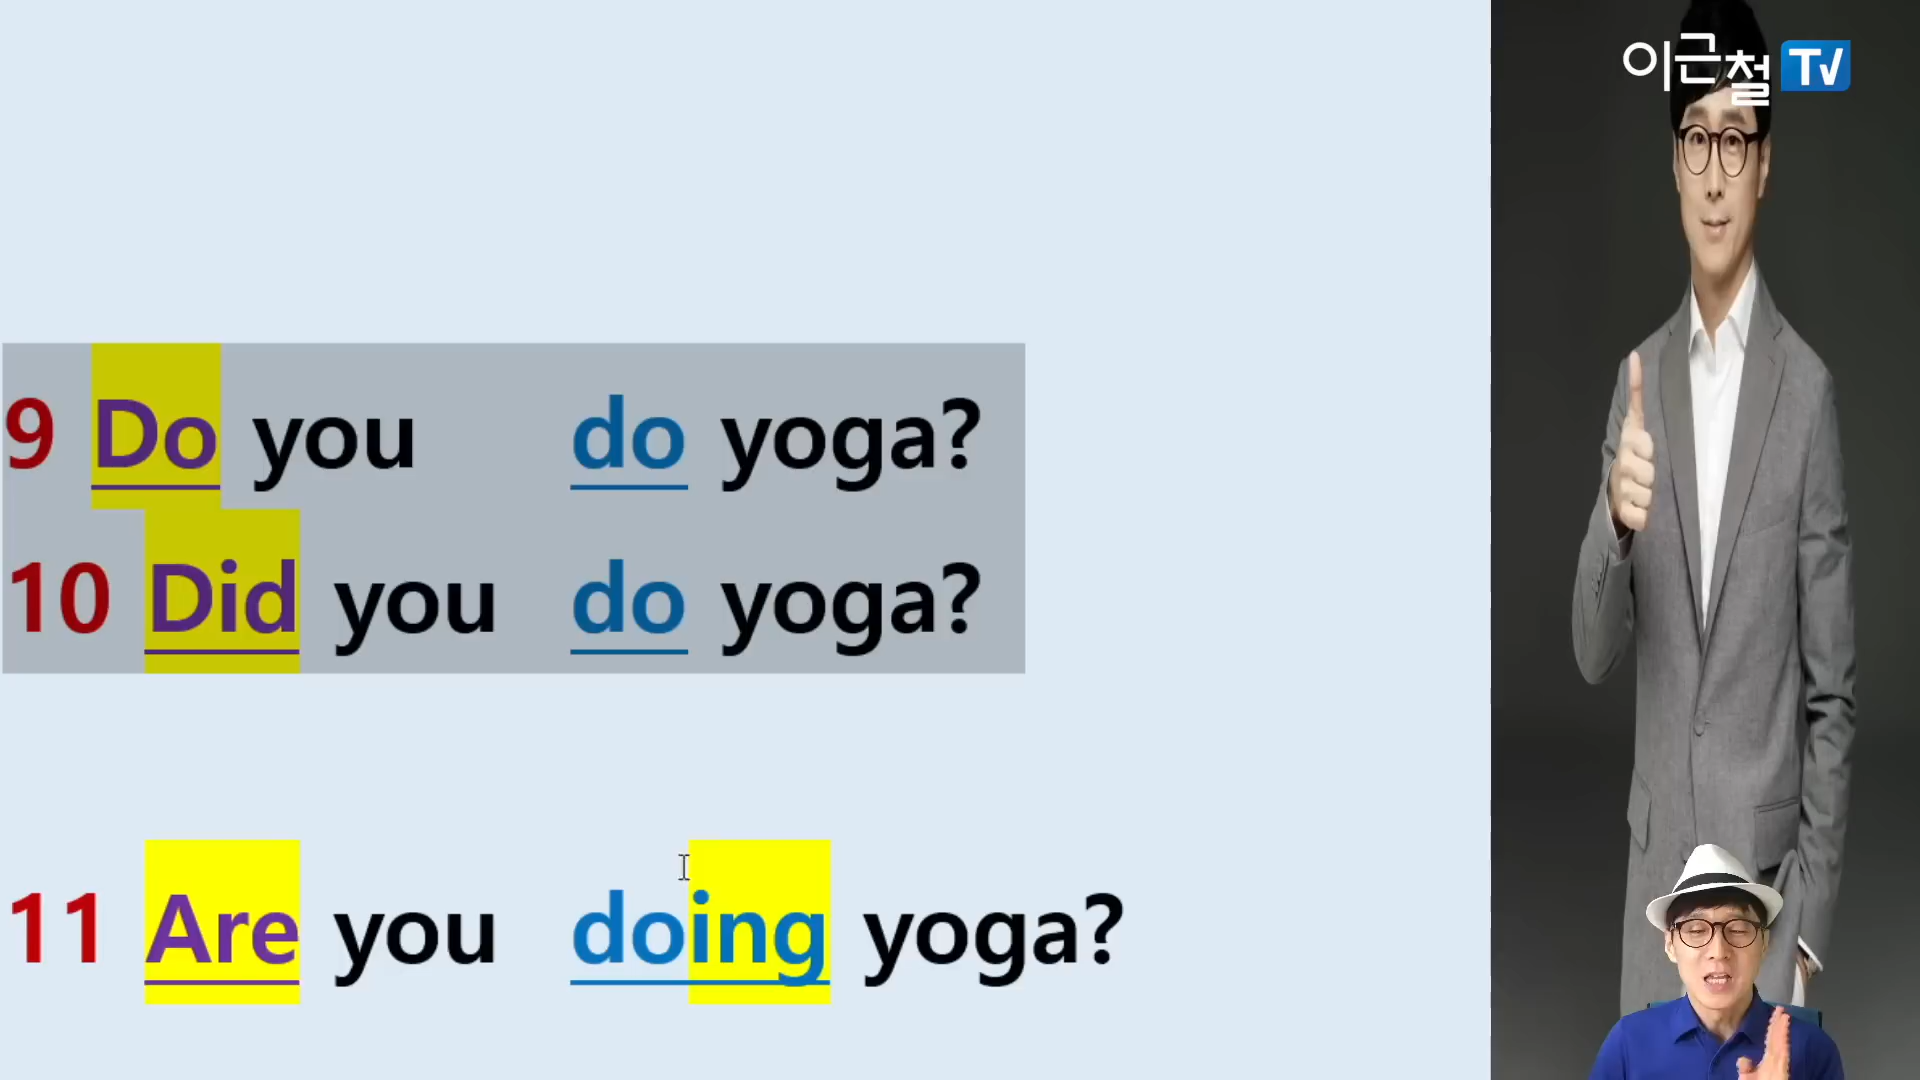 이근철 TV
9 Do you do yoga?
10 Did you do yoga?
11 Are you doing yoga?